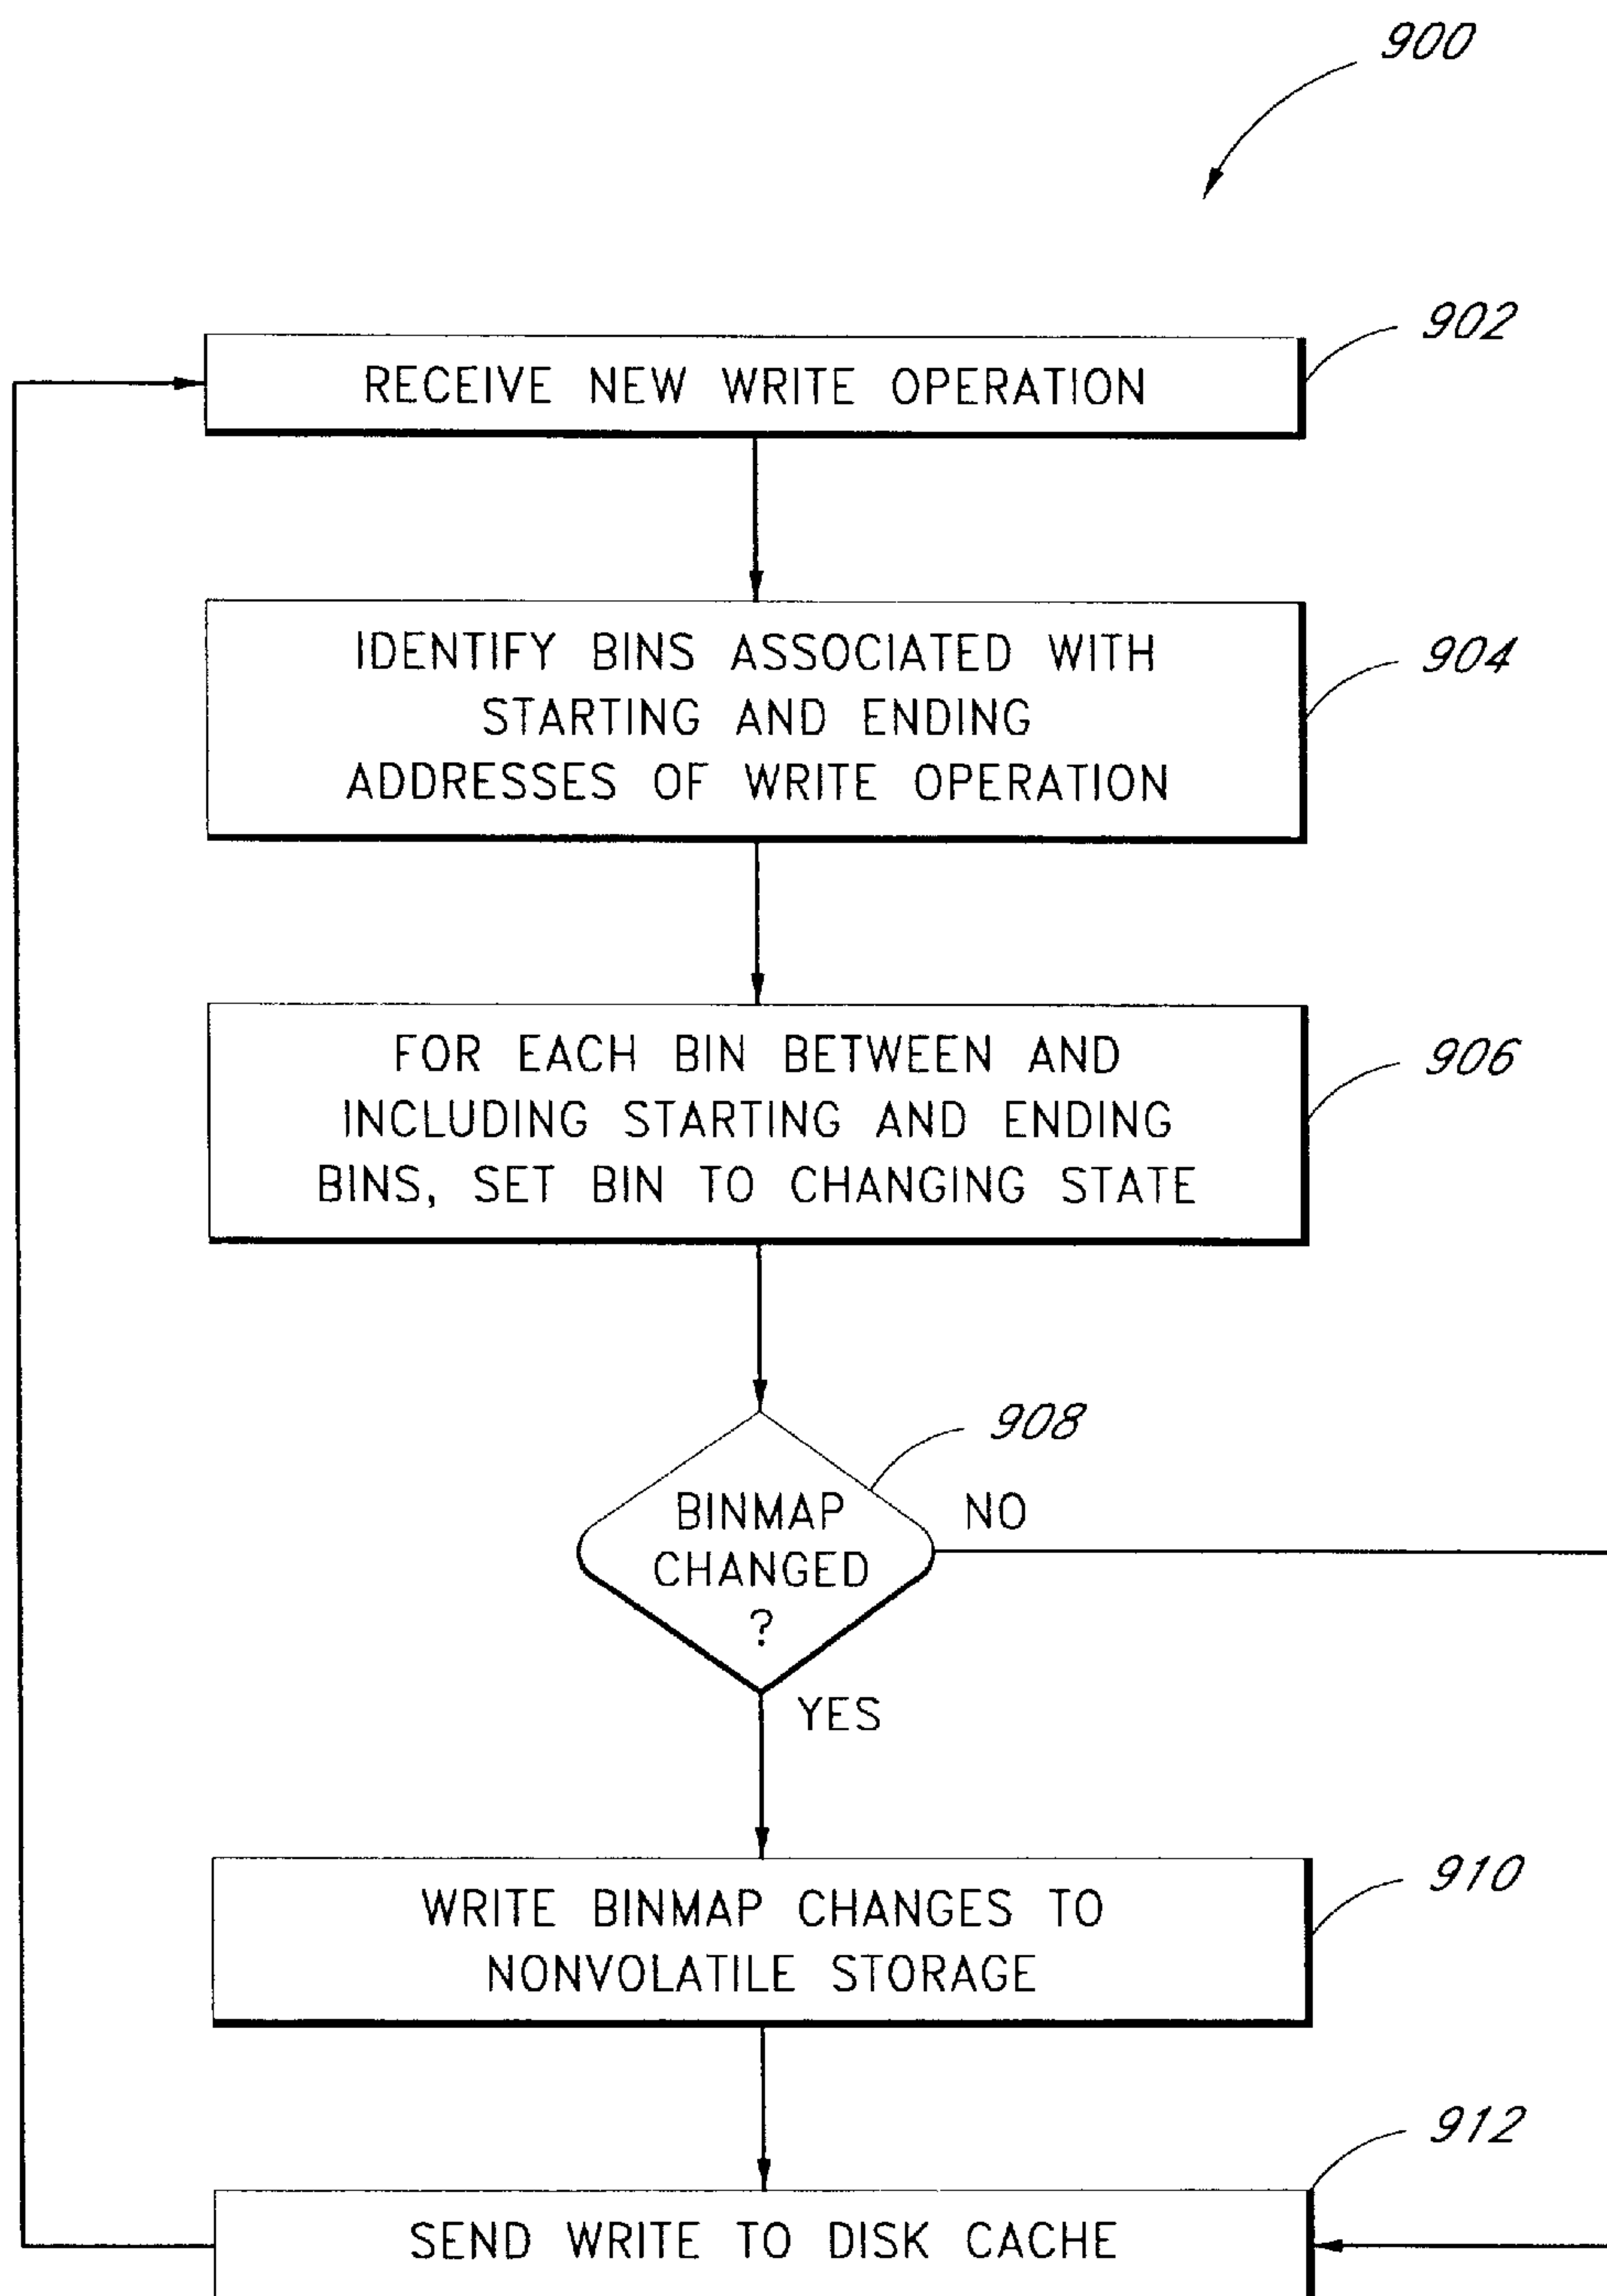 900
902
RECEIVE NEW WRITE OPERATION
904
IDENTIFY BINS ASSOCIATED WITH
STARTING AND ENDING
ADDRESSES OF WRITE OPERATION
906
FOR EACH BIN BETWEEN AND
INCLUDING STARTING AND ENDING
BINS, SET BIN TO CHANGING STATE
908
BINMAP
CHANGED
?
NO
YES
910
WRITE BINMAP CHANGES TO
NONVOLATILE STORAGE
912
SEND WRITE TO DISK CACHE